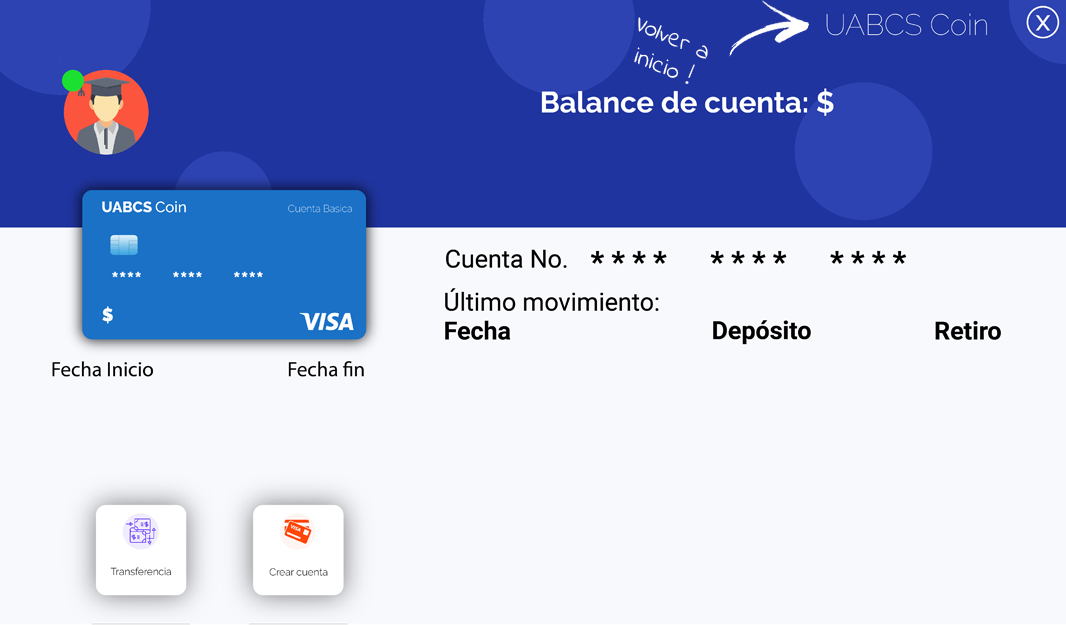 volver a
inicio !
UABCS Coin
X
Balance de cuenta: $
UABCS Coin
Cuenta Basica
**** **** ****
$
VISA
Cuenta No. **** **** ****
Último movimiento:
Fecha Depósito Retiro
Fecha Inicio Fecha fin
VISA
Transferencia
Crear cuenta